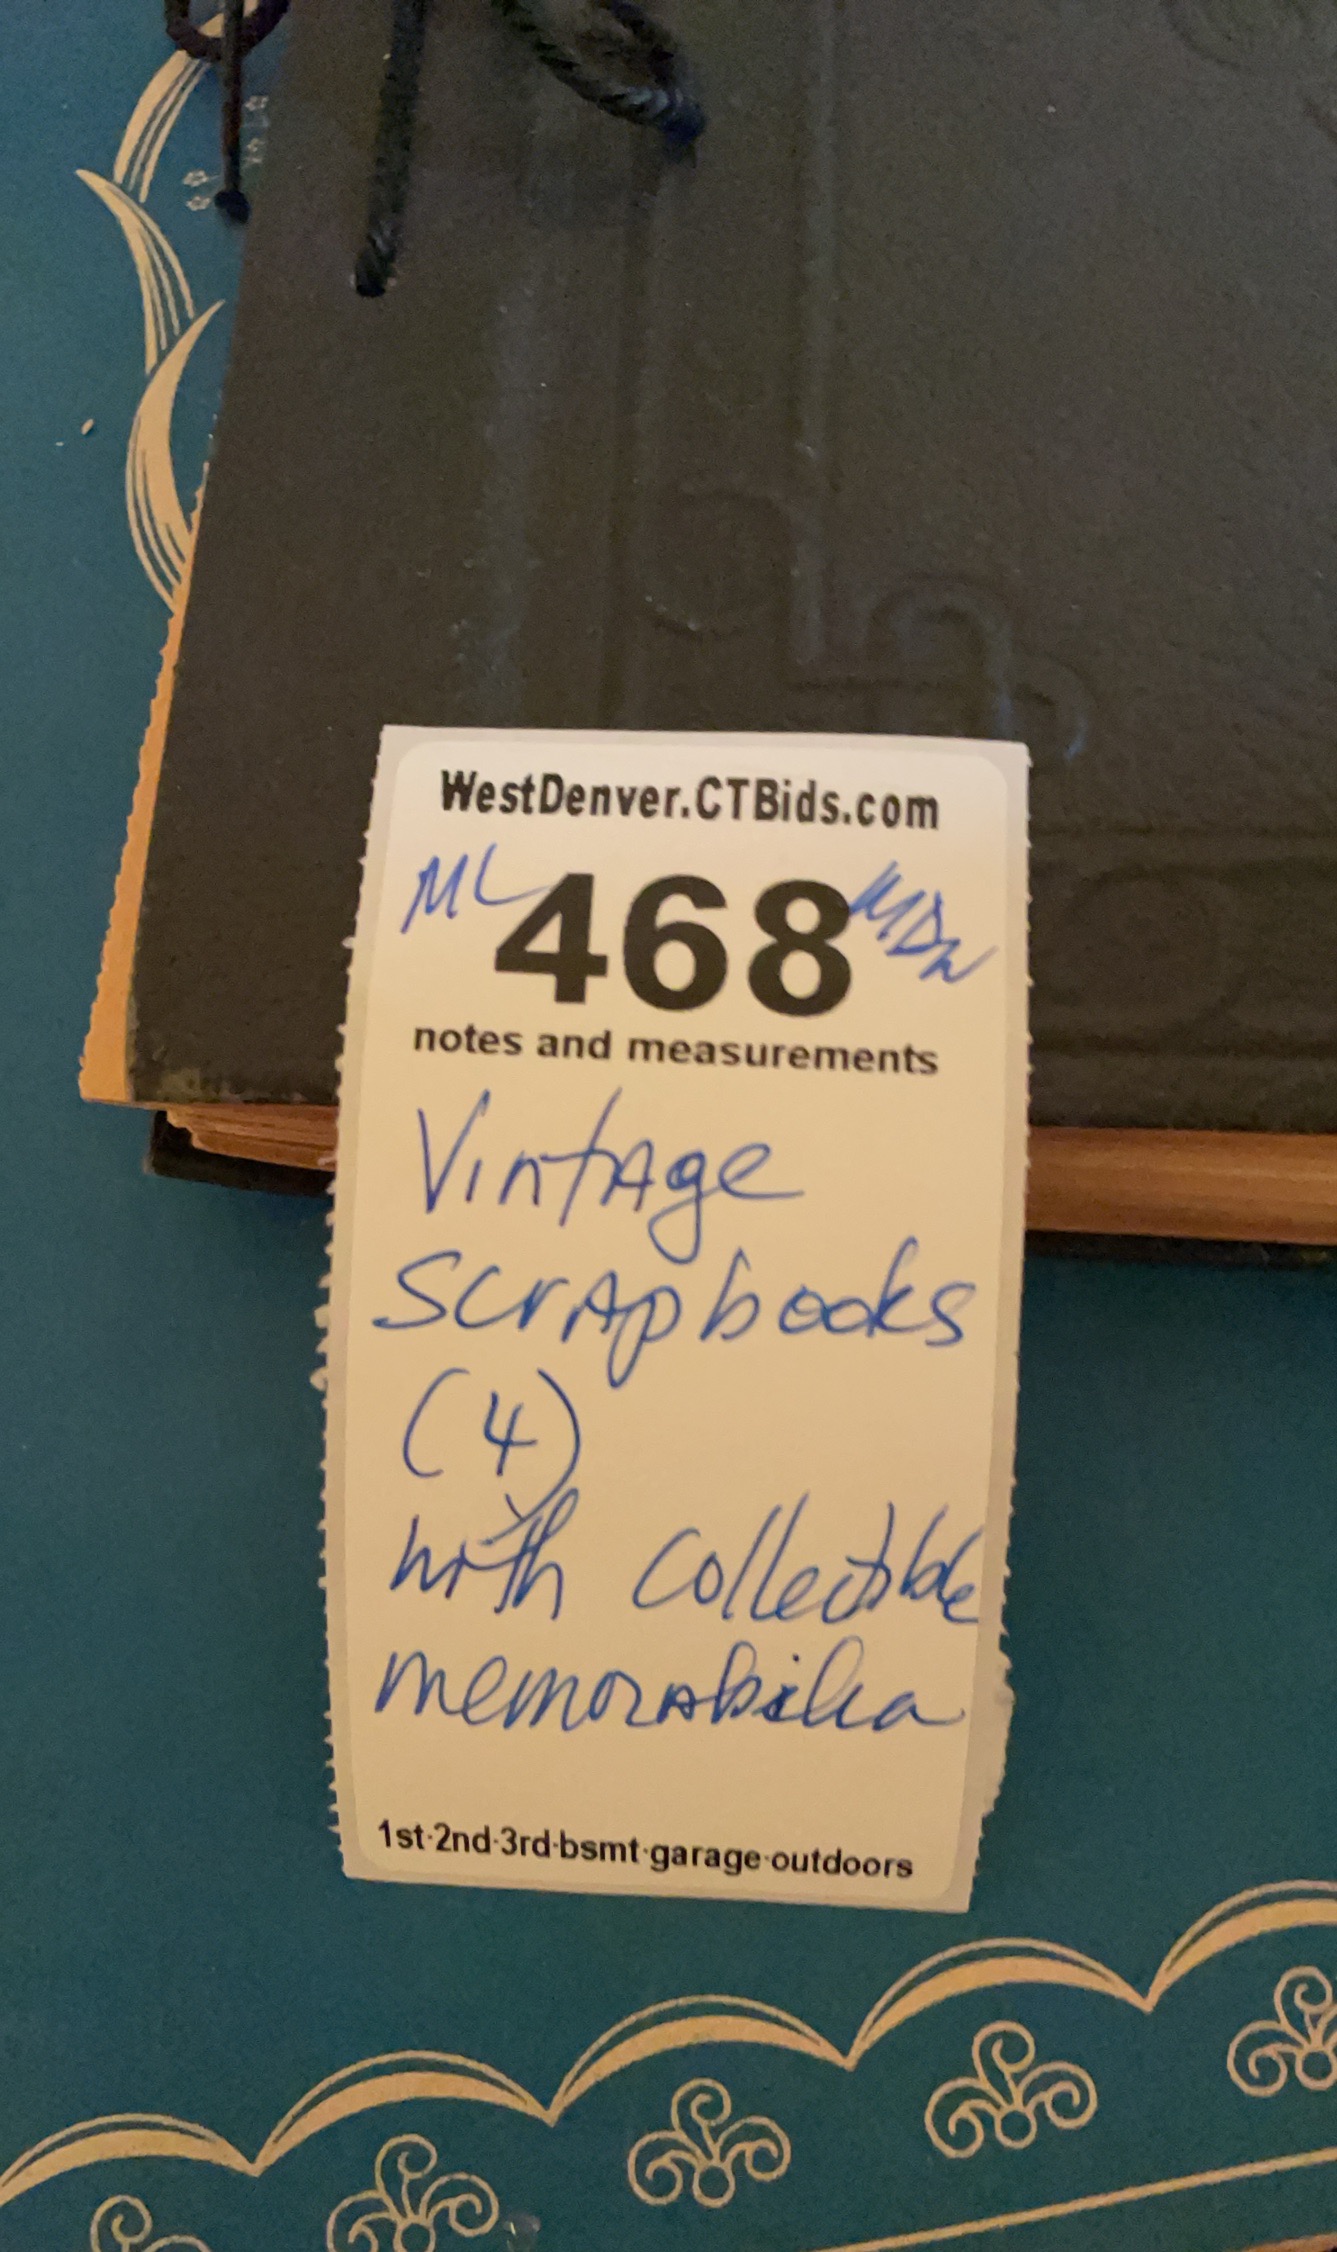 WestDenver.CTBids.com
ML 468
notes and measurements
Vintage
Scrapbooks
(4)
with collectible
memorabilia
1st·2nd·3rd·bsmt·garage·outdoors